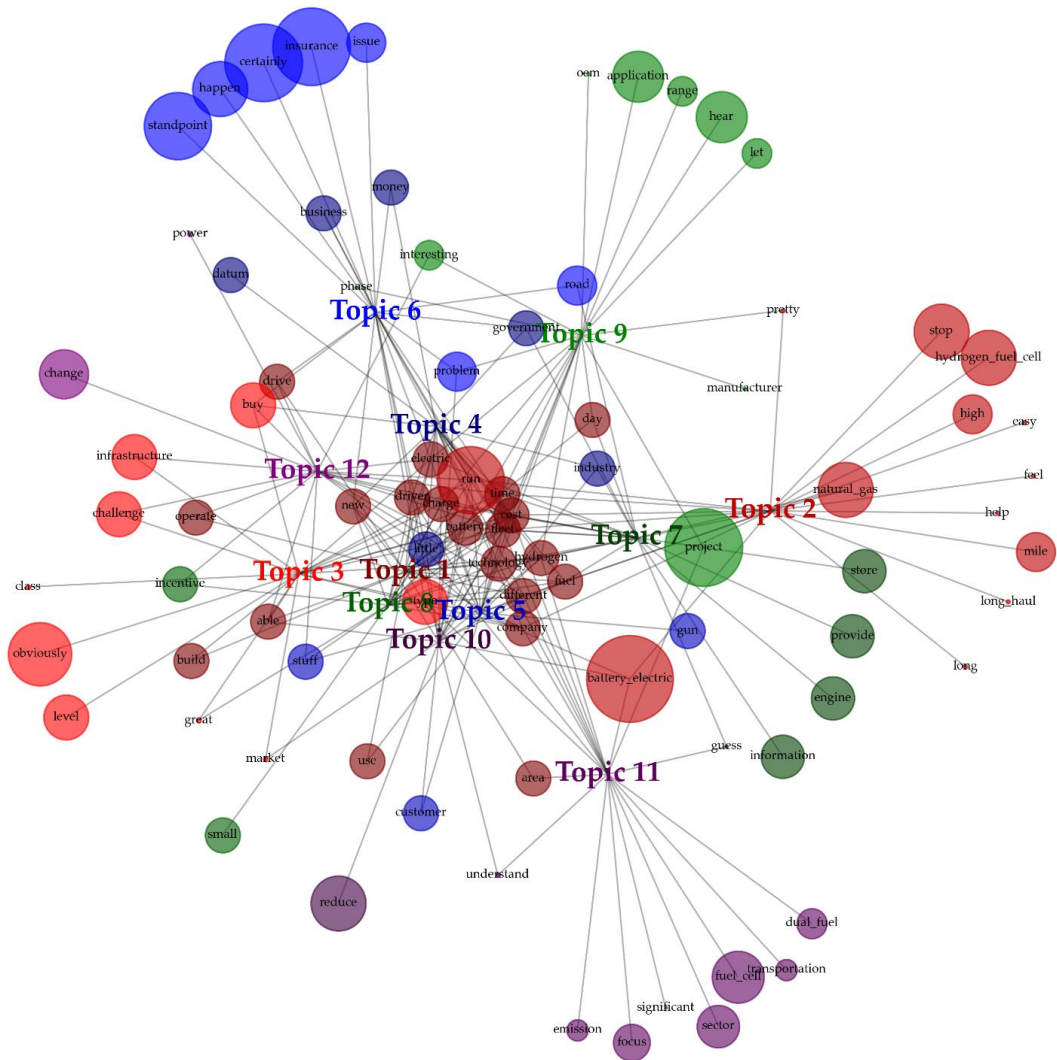 insurance
issue
certainly
oem
application
happen
range
hear
standpoint
let
money
business
power
interesting
datum
phase
road
Topic 6
pretty
government
Topic 9
stop
hydrogen_fuel_cell
problem
change
drive
manufacturer
buy
high
day
easy
Topic 4
infrastructure
electric
Topic 12
industry
run
feel
natural_gas
time
driver
charge
new
Topic 2
challenge
operate
cost
help
battery
fleet
Topic 7
project
little
mile
hydrogen
technology
Topic 3
Topic 1
store
incentive
fuel
class
different
long-haul
Topic 8
Topic 5
able
company
gun
Topic 10
provide
obviously
build
stuff
long
battery_electric
engine
level
great
guess
information
market
use
area
Topic 11
customer
small
understand
reduce
dual_fuel
transportation
fuel_cell
significant
sector
emission
focus